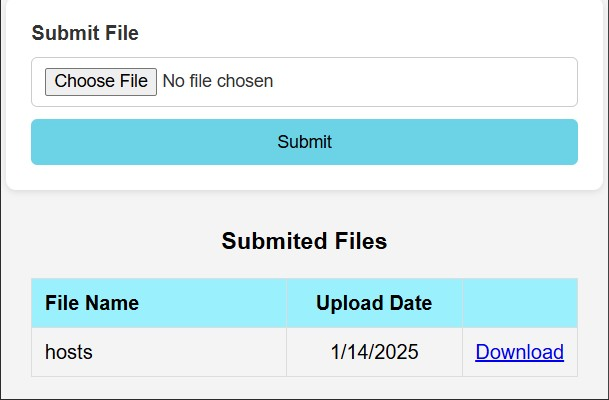 Submit File
Choose File No file chosen
Submit
Submited Files
File Name Upload Date
hosts 1/14/2025 Download